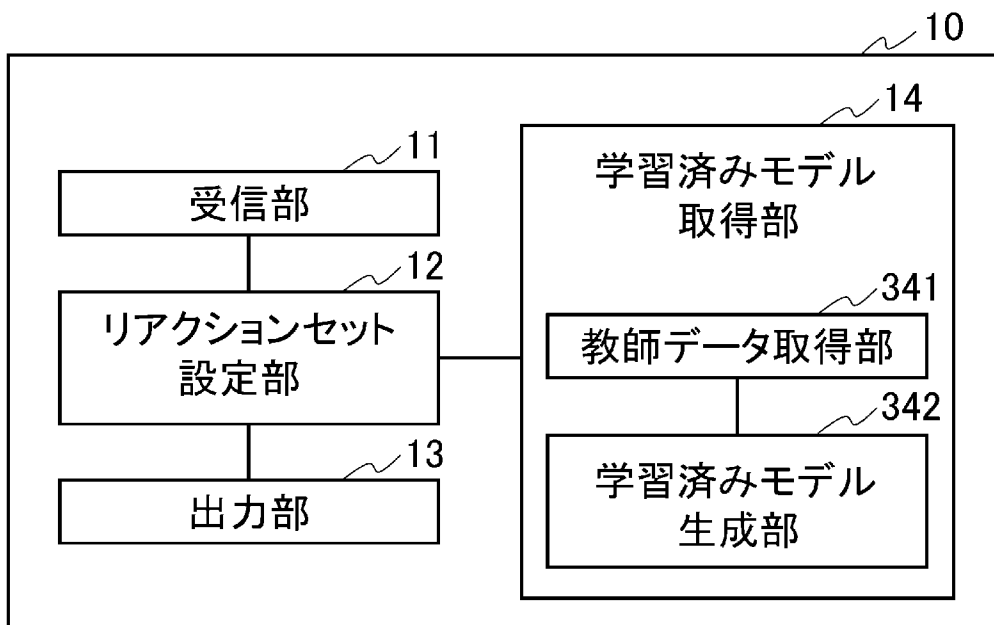 10
11
受信部
12
リアクションセット
設定部
13
出力部
14
学習済みモデル
取得部
341
教師データ取得部
342
学習済みモデル
生成部